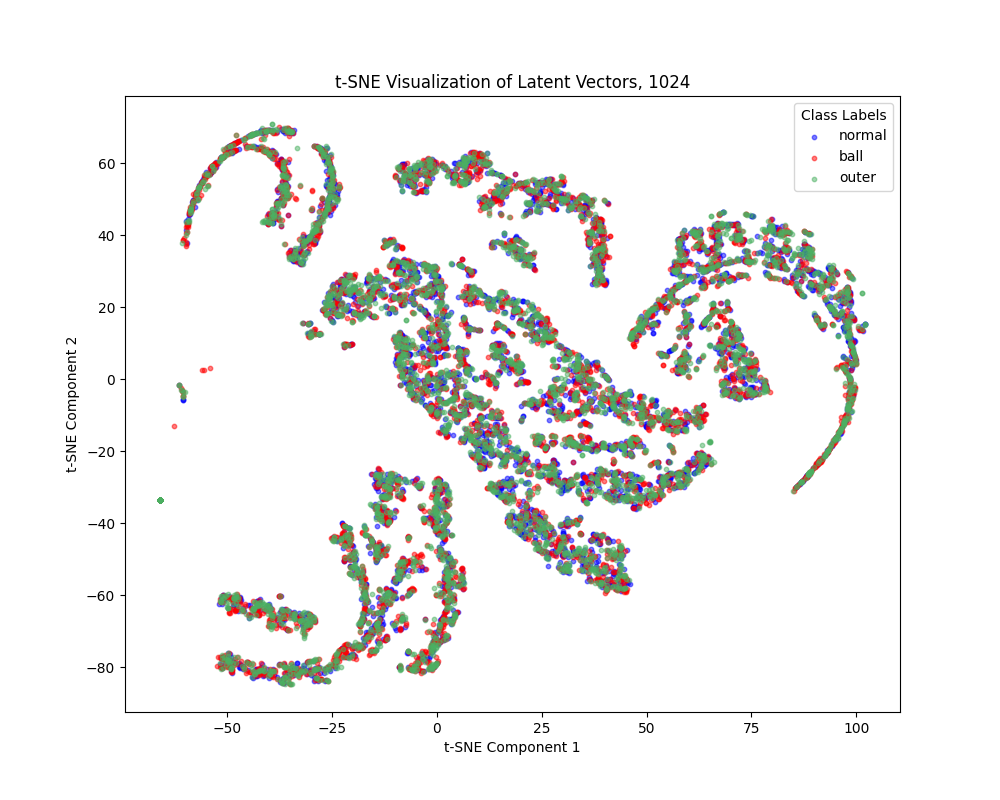 t-SNE Visualization of Latent Vectors, 1024
Class Labels
normal
ball
outer
60
40
20
0
−20
−40
−60
−80
t-SNE Component 2
−50
−25
0
25
50
75
100
t-SNE Component 1